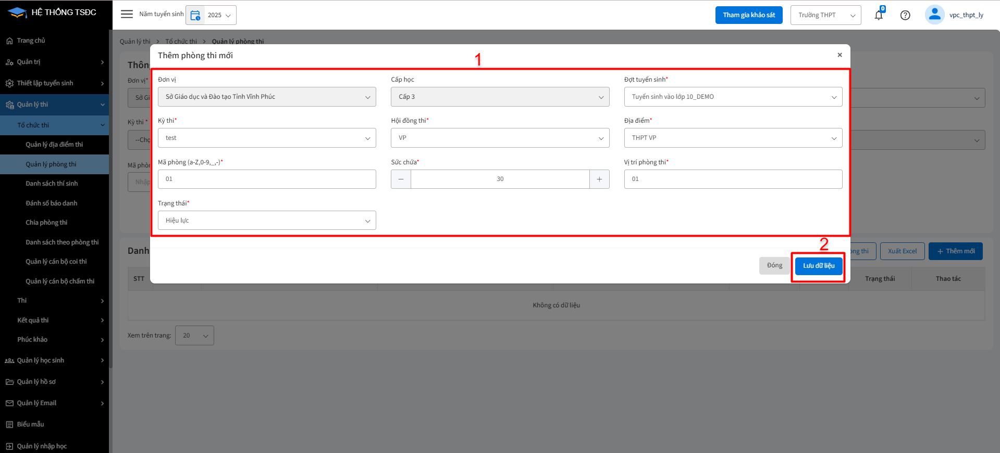 HỆ THỐNG TSĐC
Năm tuyển sinh
2025
Tham gia khảo sát
Trường THPT
0
vpc_thpt_ly
Trang chủ
Quản trị
Thiết lập tuyển sinh
Quản lý thi
Tổ chức thi
Quản lý địa điểm thi
Quản lý phòng thi
Danh sách thí sinh
Đánh số báo danh
Chia phòng thi
Danh sách theo phòng thi
Quản lý cán bộ coi thi
Quản lý cán bộ chấm thi
Thi
Kết quả thi
Phúc khảo
Quản lý học sinh
Quản lý hồ sơ
Quản lý Email
Biểu mẫu
Quản lý nhập học
Quản lý thi > Tổ chức thi > Quản lý phòng thi
Thông
Đơn vị*
Sở Gi
Kỳ thi *
--Chọ
Mã phòn
Nhập
Thêm phòng thi mới
1
Đơn vị
Cấp học
Đợt tuyển sinh*
Sở Giáo dục và Đào tạo Tỉnh Vĩnh Phúc
Cấp 3
Tuyển sinh vào lớp 10_DEMO
Kỳ thi*
Hội đồng thi*
Địa điểm*
test
VP
THPT VP
Mã phòng (a-Z,0-9,_,-)*
Sức chứa*
Vị trí phòng thi*
01
30
01
Trạng thái*
Hiệu lực
2
Đóng
Lưu dữ liệu
Danh
ong thi
Xuất Excel
+ Thêm mới
STT
Trạng thái
Thao tác
Không có dữ liệu
Xem trên trang:
20